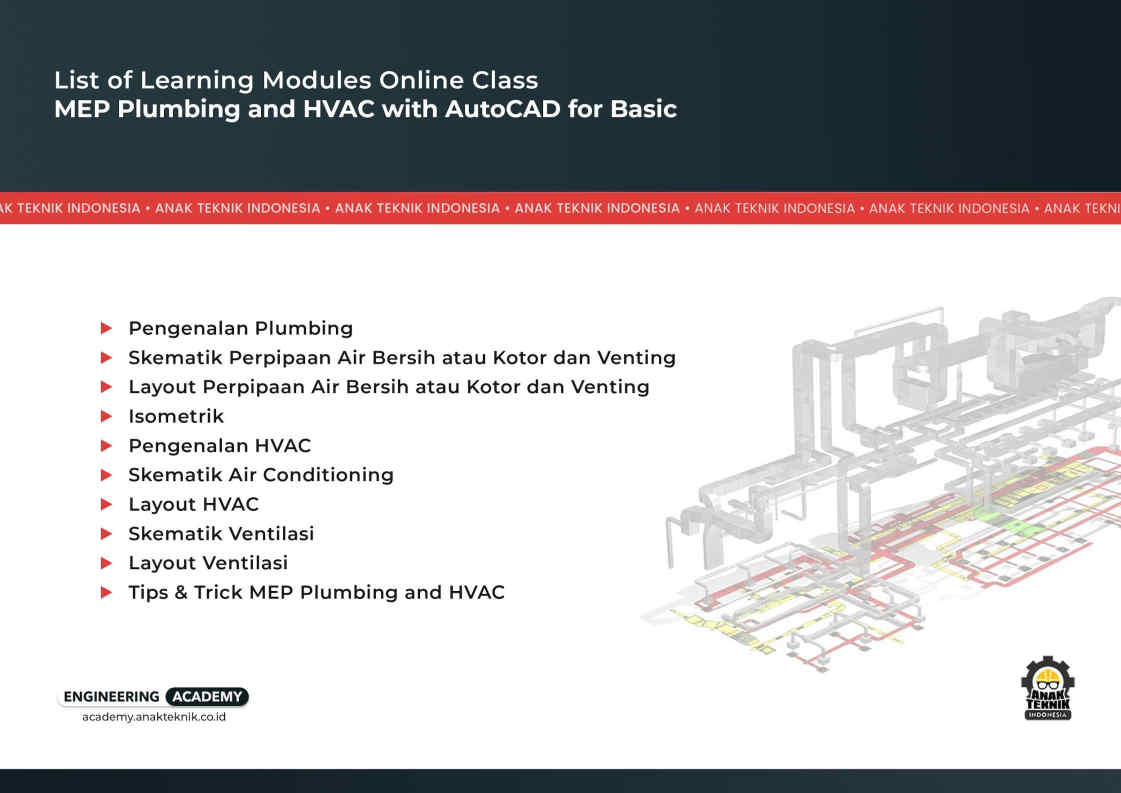 List of Learning Modules Online Class
MEP Plumbing and HVAC with AutoCAD for Basic
AK TEKNIK INDONESIA • ANAK TEKNIK INDONESIA • ANAK TEKNIK INDONESIA • ANAK TEKNIK INDONESIA • ANAK TEKNIK INDONESIA • ANAK TEKNIK INDONESIA • ANAK TEKNI
Pengenalan Plumbing
Skematik Perpipaan Air Bersih atau Kotor dan Venting
Layout Perpipaan Air Bersih atau Kotor dan Venting
Isometrik
Pengenalan HVAC
Skematik Air Conditioning
Layout HVAC
Skematik Ventilasi
Layout Ventilasi
Tips & Trick MEP Plumbing and HVAC
ENGINEERING ACADEMY
academy.anakteknik.co.id
ANAK
TEKNIK
INDONESIA